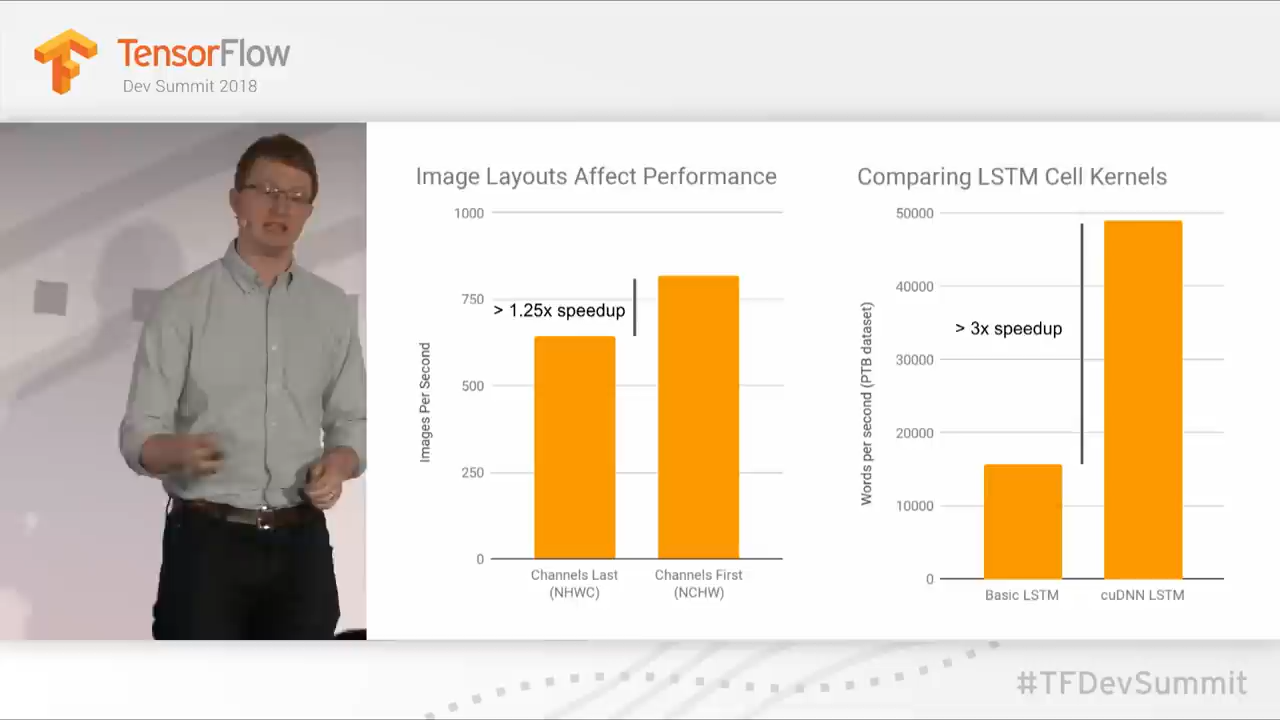 TensorFlow
Dev Summit 2018
Image Layouts Affect Performance
1000
750
500
250
0
Images Per Second
> 1.25x speedup
Channels Last
(NHWC)
Channels First
(NCHW)
Comparing LSTM Cell Kernels
50000
40000
30000
20000
10000
0
Words per second (PTB dataset)
> 3x speedup
Basic LSTM
cuDNN LSTM
#TFDevSummit